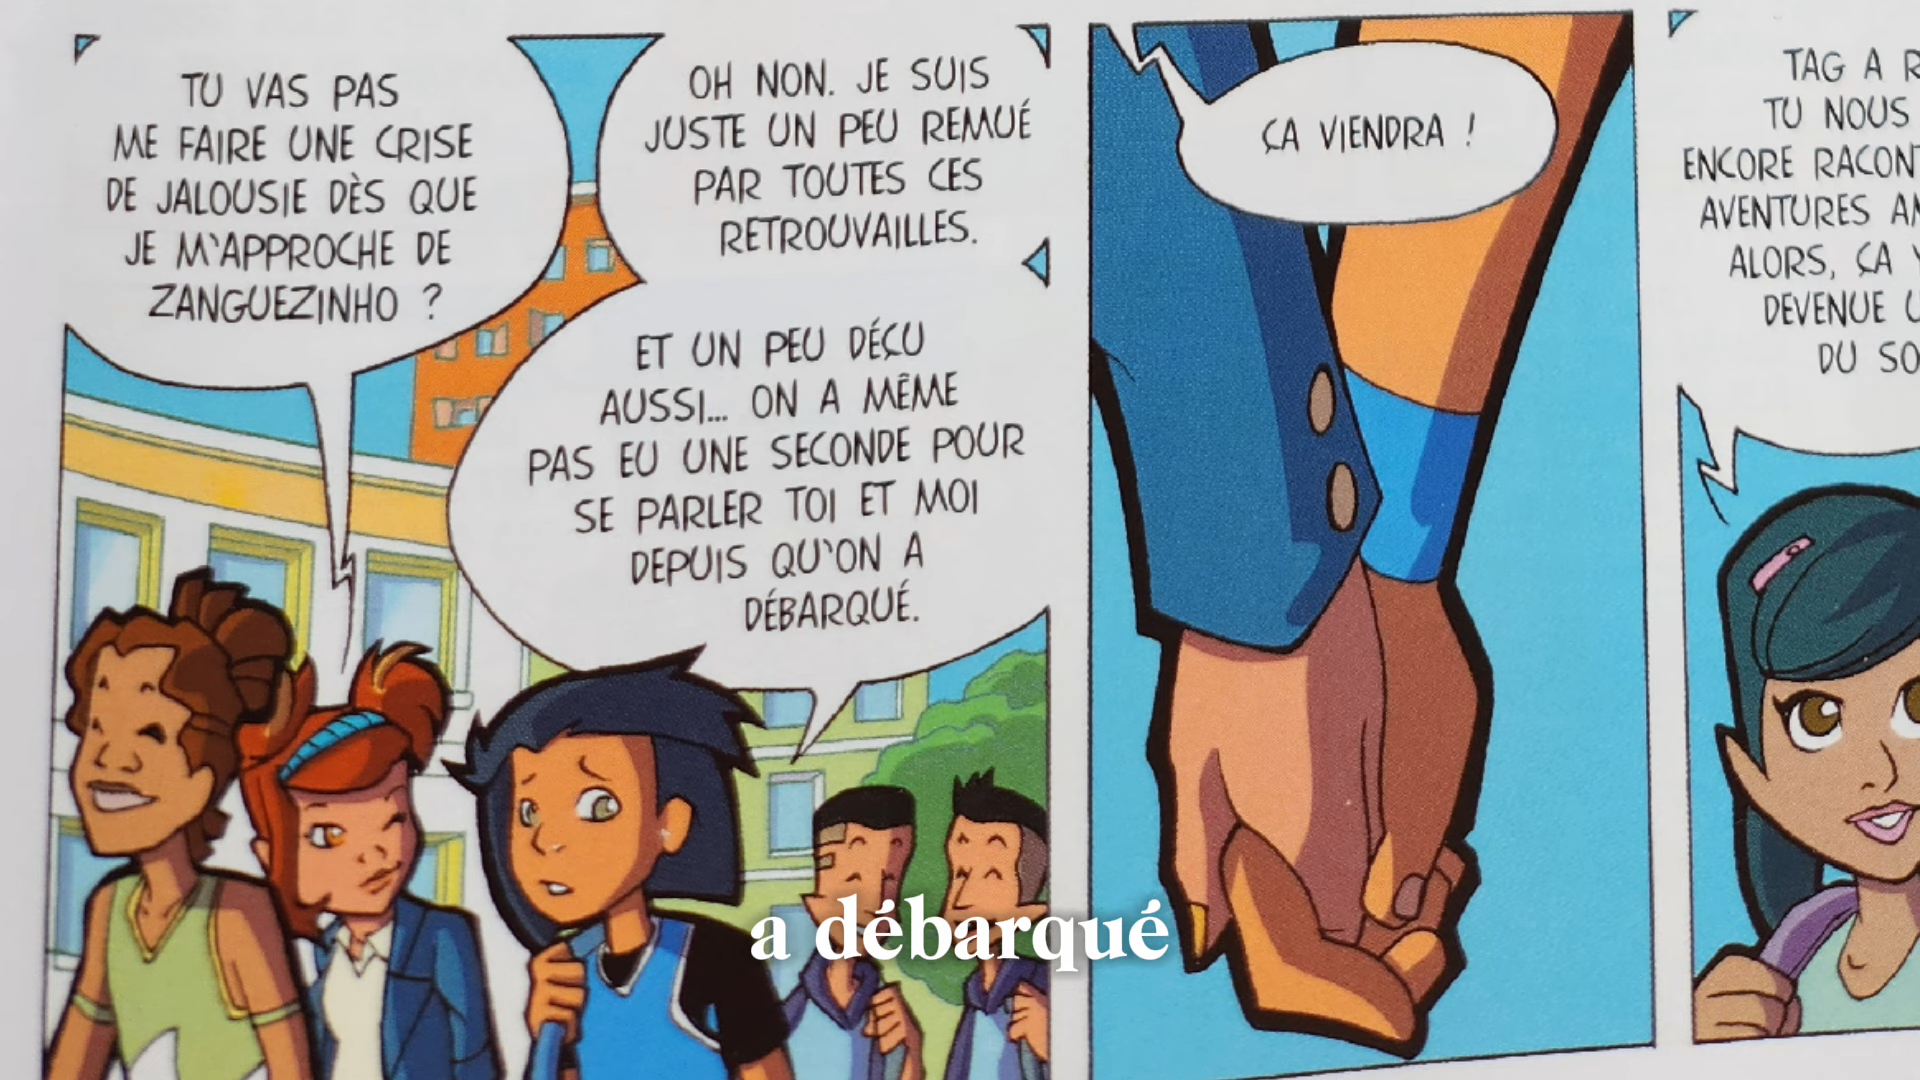 TU VAS PAS
ME FAIRE UNE CRISE
DE JALOUSIE DÈS QUE
JE M'APPROCHE DE
ZANGUEZINHO ?
OH NON. JE SUIS
JUSTE UN PEU REMUÉ
PAR TOUTES CES
RETROUVAILLES.
ET UN PEU DÉÇU
AUSSI... ON A MÊME
PAS EU UNE SECONDE POUR
SE PARLER TOI ET MOI
DEPUIS QU'ON A
DÉBARQUÉ.
ÇA VIENDRA !
TAG A
TU NOUS
ENCORE
AVENTURES
ALORS, ÇA
DEVENUE
DU
a débarqué